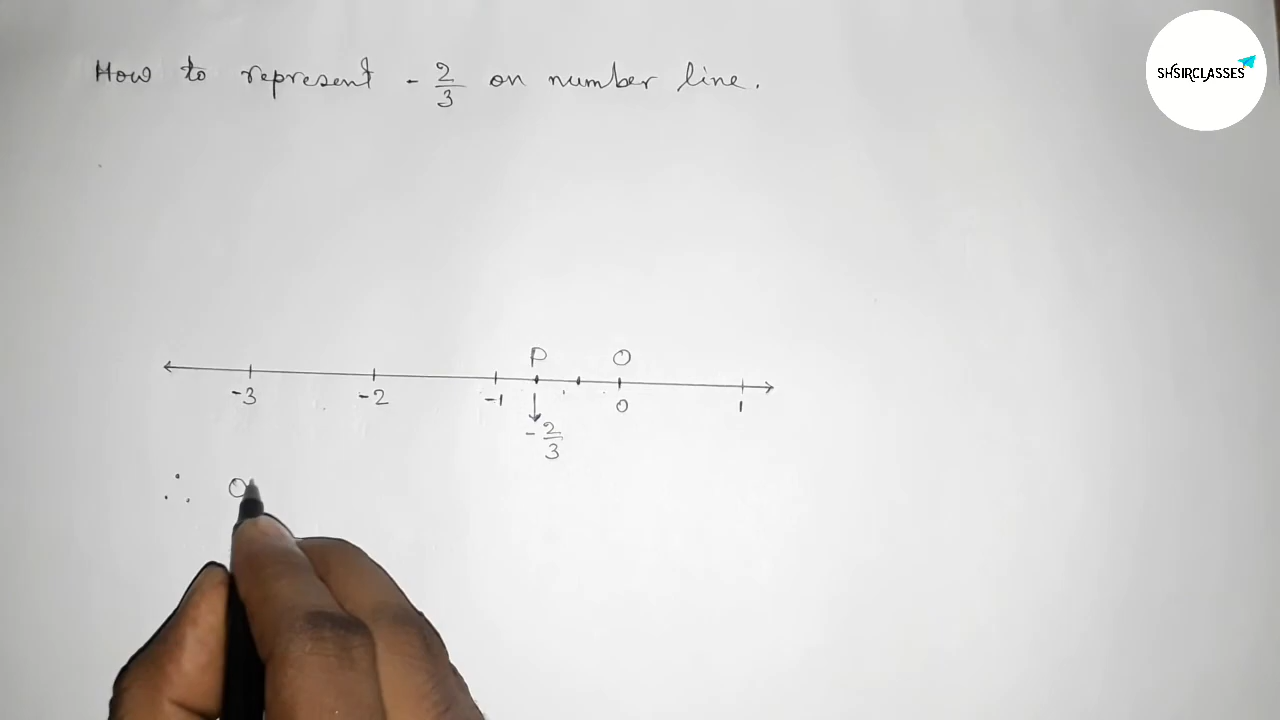 How to represent - 2/3 on number line.
SHSIRCLASSES
P O
-3 -2 -1 0 1
- 2/3
∴ O